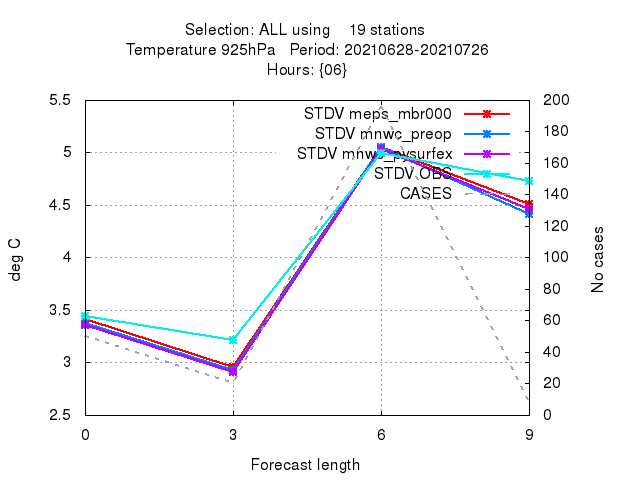 Selection: ALL using 19 stations
Temperature 925hPa Period: 20210628-20210726
Hours: {06}
STDV meps_mbr000
STDV mnwc_preop
STDV mnwc_pysurfex
STDV OBS
CASES
5.5
5
4.5
4
3.5
3
2.5
deg C
200
180
160
140
120
100
80
60
40
20
0
No cases
0 3 6 9
Forecast length